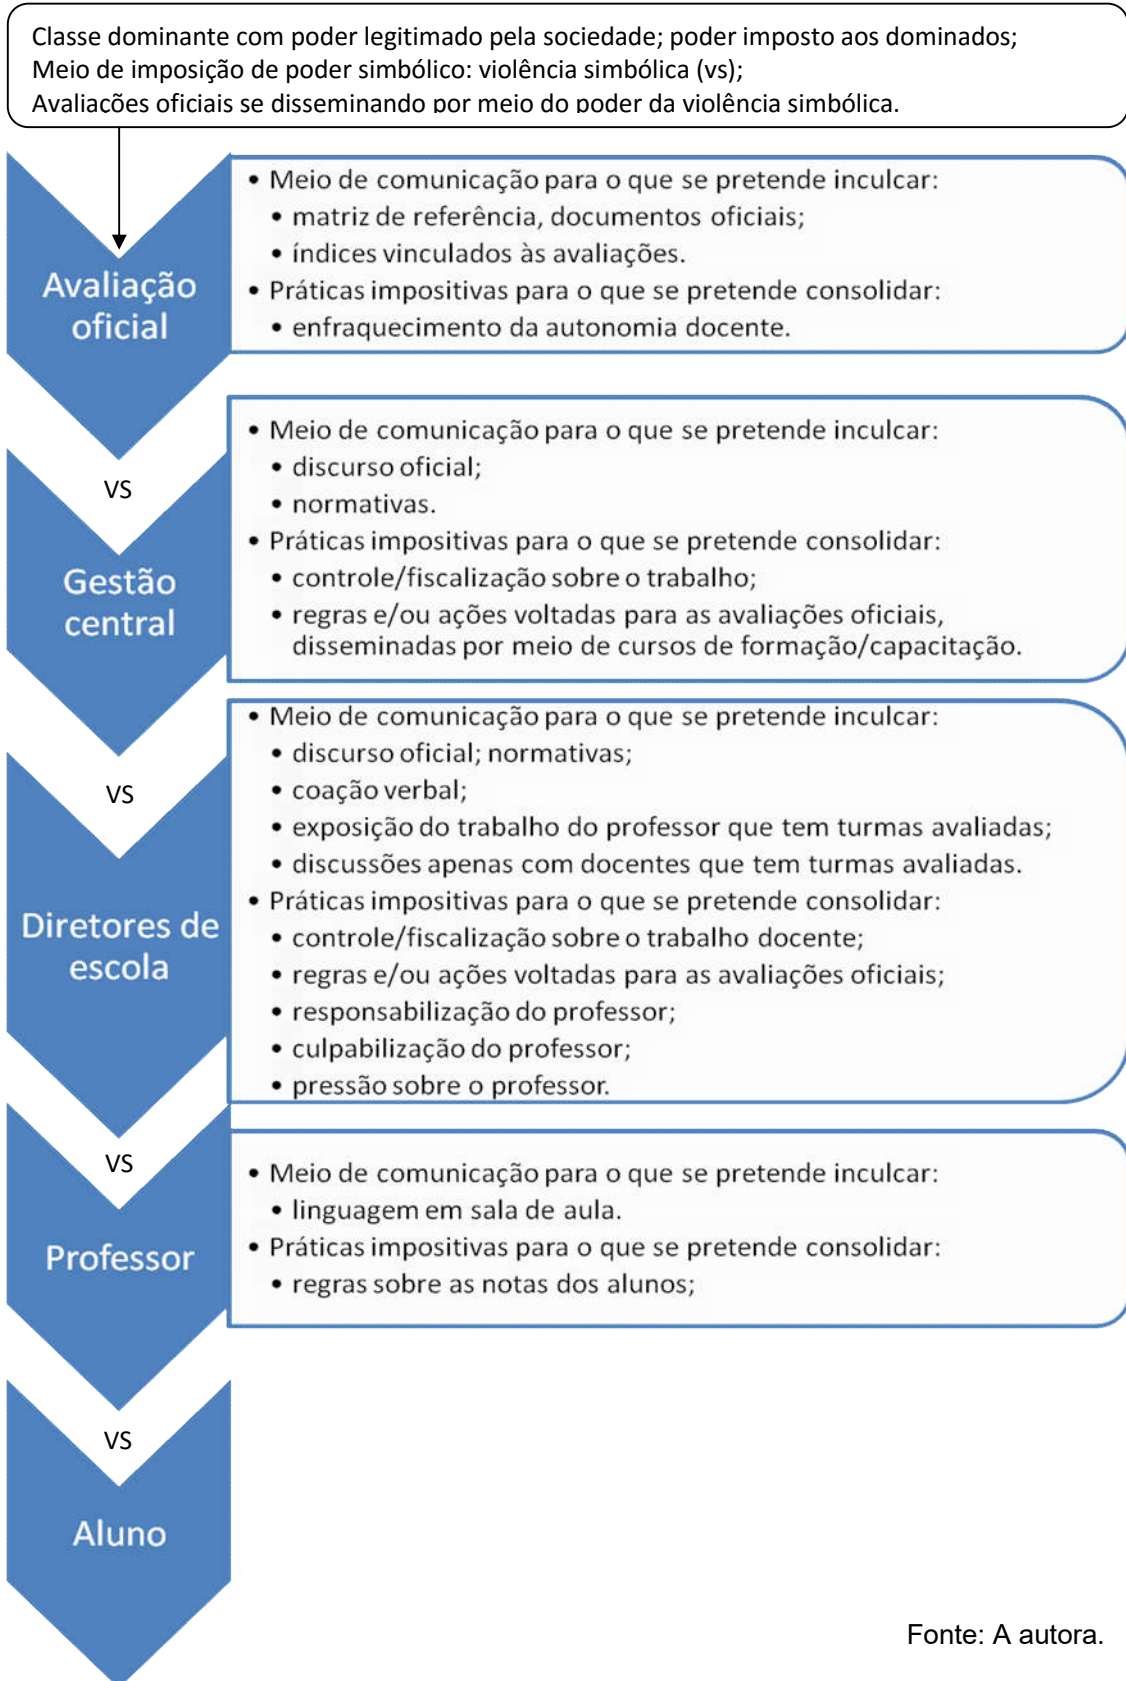 Classe dominante com poder legitimado pela sociedade; poder imposto aos dominados;
Meio de imposição de poder simbólico: violência simbólica (vs);
Avaliações oficiais se disseminando por meio do poder da violência simbólica.
Avaliação
oficial
• Meio de comunicação para o que se pretende inculcar:
• matriz de referência, documentos oficiais;
• índices vinculados às avaliações.
• Práticas impositivas para o que se pretende consolidar:
• enfraquecimento da autonomia docente.
VS
Gestão
central
• Meio de comunicação para o que se pretende inculcar:
• discurso oficial;
• normativas.
• Práticas impositivas para o que se pretende consolidar:
• controle/fiscalização sobre o trabalho;
• regras e/ou ações voltadas para as avaliações oficiais,
disseminadas por meio de cursos de formação/capacitação.
VS
Diretores de
escola
• Meio de comunicação para o que se pretende inculcar:
• discurso oficial; normativas;
• coação verbal;
• exposição do trabalho do professor que tem turmas avaliadas;
• discussões apenas com docentes que tem turmas avaliadas.
• Práticas impositivas para o que se pretende consolidar:
• controle/fiscalização sobre o trabalho docente;
• regras e/ou ações voltadas para as avaliações oficiais;
• responsabilização do professor;
• culpabilização do professor;
• pressão sobre o professor.
VS
Professor
• Meio de comunicação para o que se pretende inculcar:
• linguagem em sala de aula.
• Práticas impositivas para o que se pretende consolidar:
• regras sobre as notas dos alunos;
VS
Aluno
Fonte: A autora.